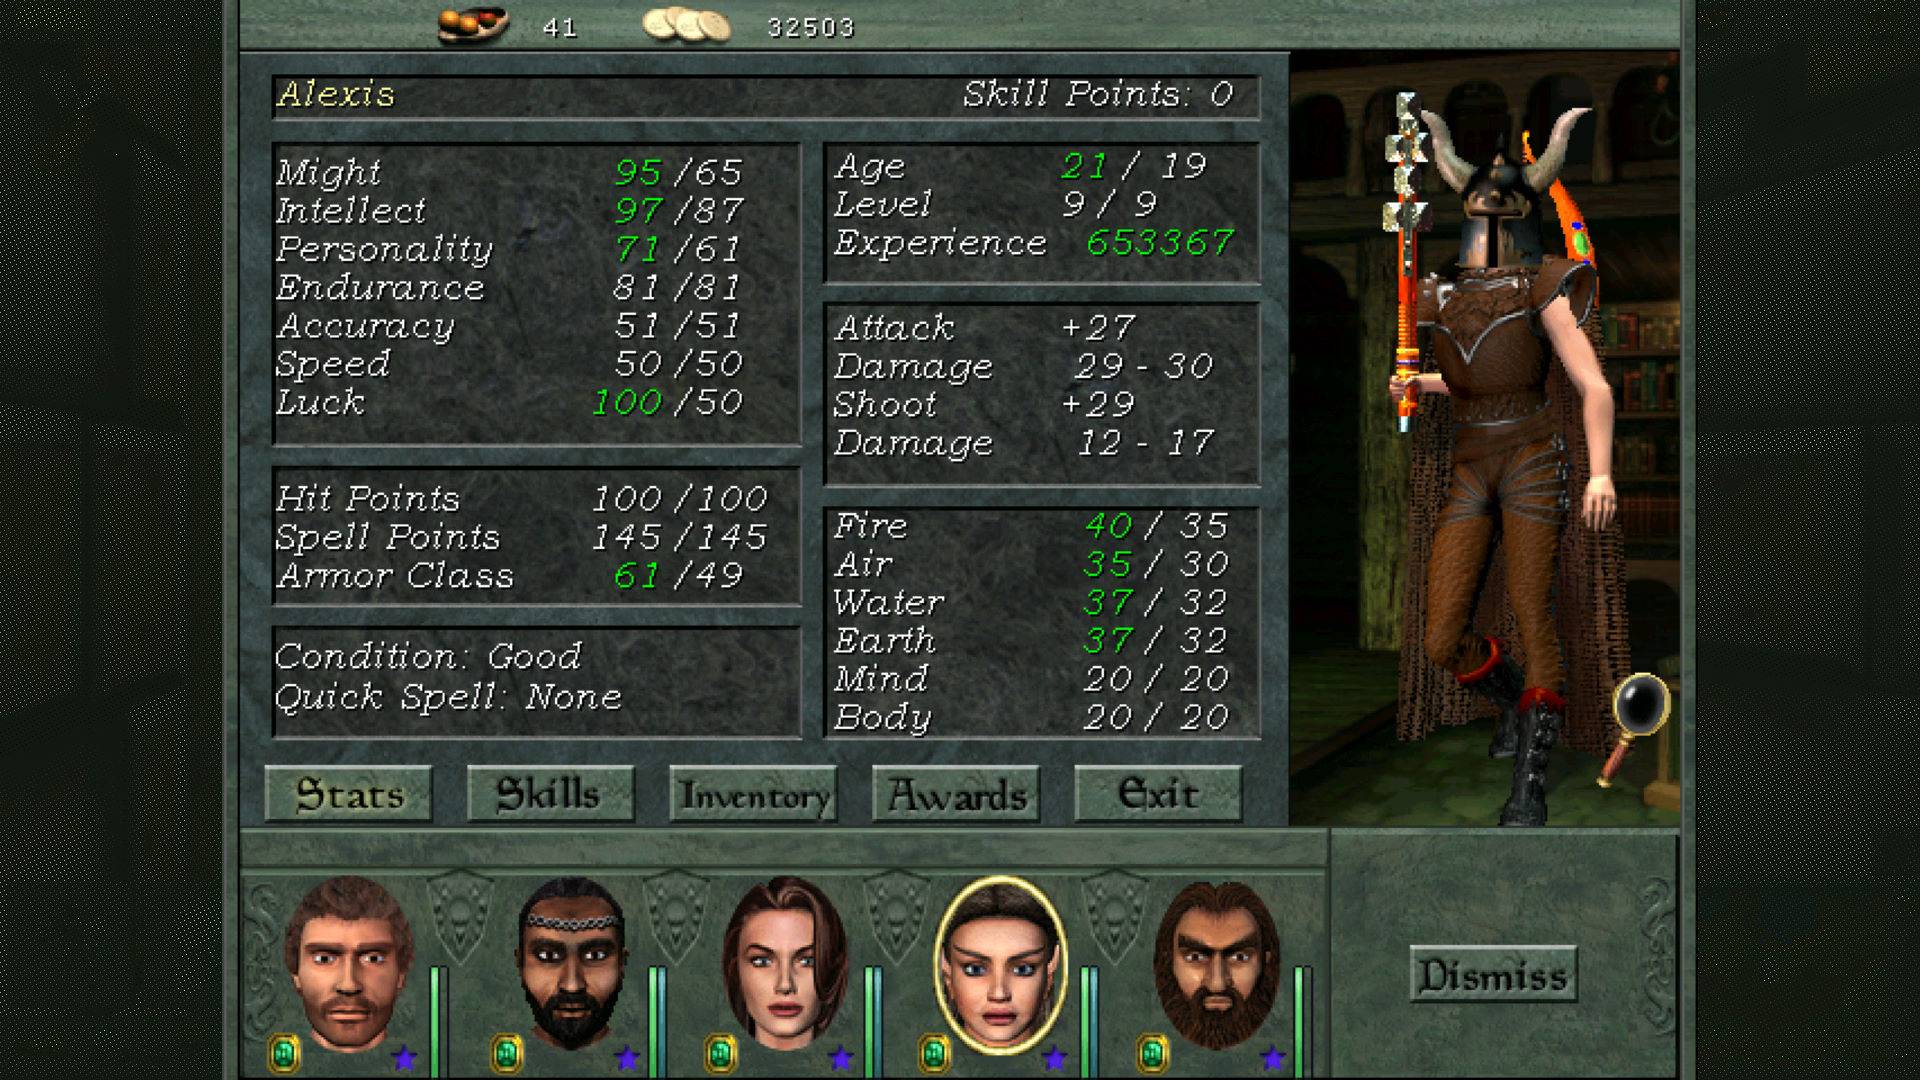 41 32503
Alexis Skill Points: 0
Might 95 /65
Intellect 97 /87
Personality 71 /61
Endurance 81 /81
Accuracy 51 /51
Speed 50 /50
Luck 100 /50
Hit Points 100 /100
Spell Points 145 /145
Armor Class 61 /49
Condition: Good
Quick Spell: None
Age 21 / 19
Level 9 / 9
Experience 653367
Attack +27
Damage 29 - 30
Shoot +29
Damage 12 - 17
Fire 40 / 35
Air 35 / 30
Water 37 / 32
Earth 37 / 32
Mind 20 / 20
Body 20 / 20
Stats Skills Inventory Awards Exit
Dismiss